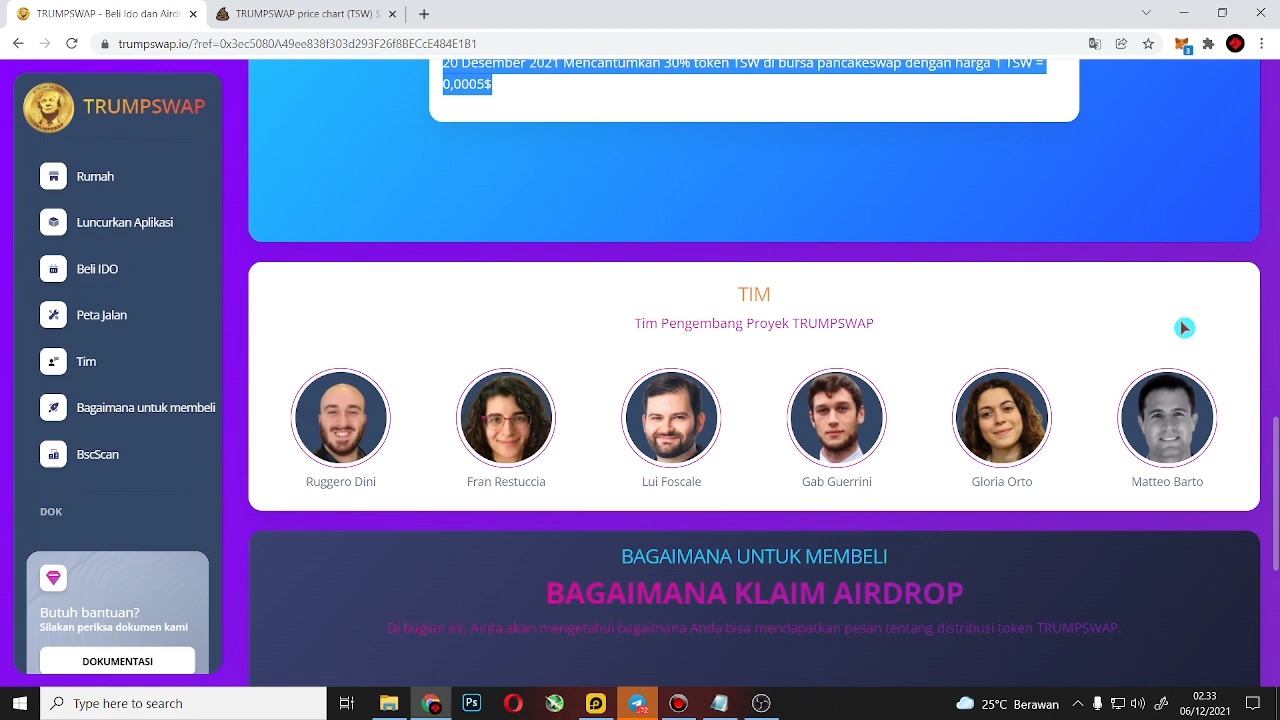 TRUMPSWAP - Beli Ido dan Aird
TRUMPSWAP price chart (TSW) $
trumpswap.io/?ref=0x3ec5080A49ee838f303d293F26f8BECcE484E1B1
3
TRUMPSWAP
Rumah
Luncurkan Aplikasi
Beli IDO
Peta Jalan
Tim
Bagaimana untuk membeli
BscScan
DOK
Butuh bantuan?
Silakan periksa dokumen kami
DOKUMENTASI
20 Desember 2021 Mencantumkan 30% token TSW di bursa pancakeswap dengan harga 1 TSW =
0,0005$
TIM
Tim Pengembang Proyek TRUMPSWAP
Ruggero Dini
Fran Restuccia
Lui Foscale
Gab Guerrini
Gloria Orto
Matteo Barto
BAGAIMANA UNTUK MEMBELI
BAGAIMANA KLAIM AIRDROP
Di bagian ini, Anda akan mengetahui bagaimana Anda bisa mendapatkan pesan tentang distribusi token TRUMPSWAP.
Type here to search
Ps
72
25°C Berawan
02.33
06/12/2021